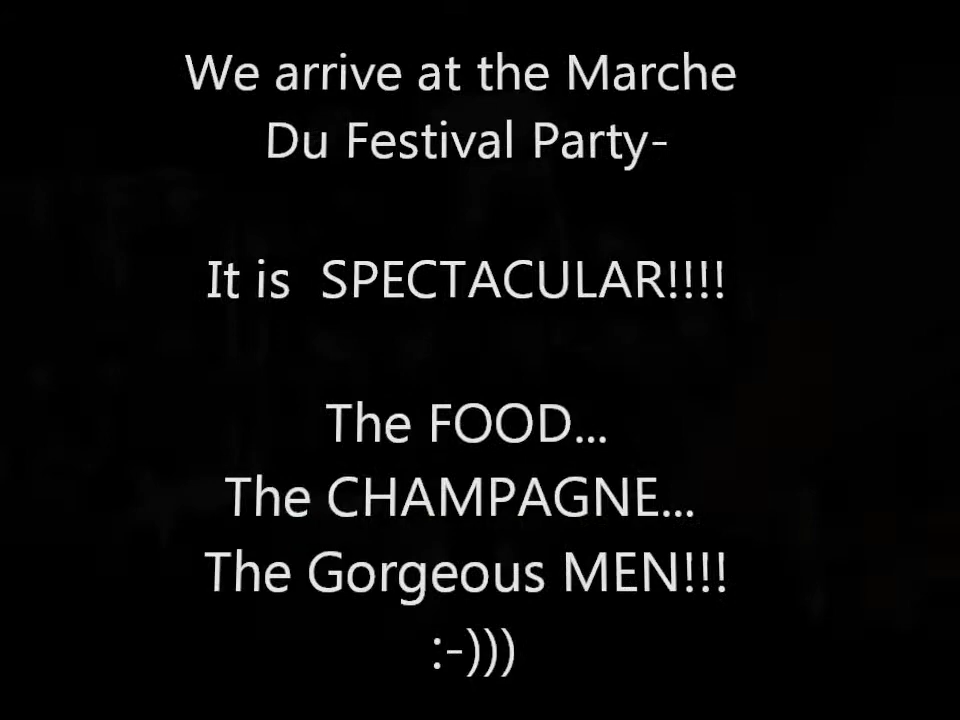 We arrive at the Marche
Du Festival Party-
It is  SPECTACULAR!!!!
The FOOD...
The CHAMPAGNE...
The Gorgeous MEN!!!
:-)))